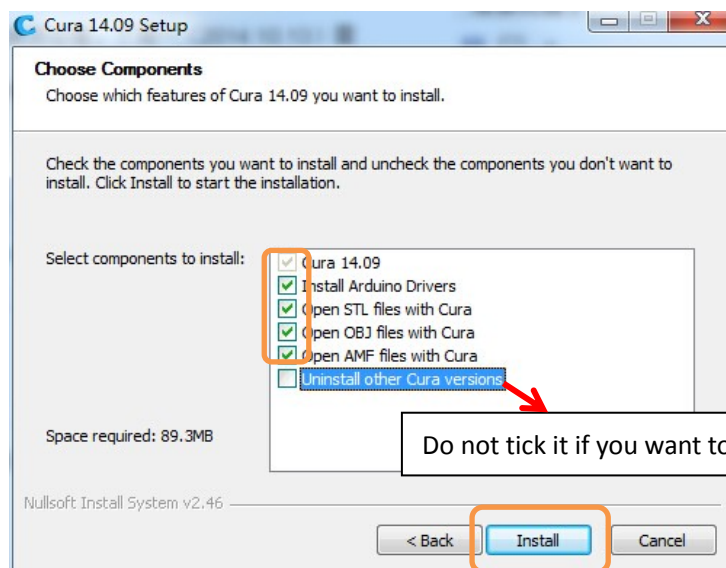 Cura 14.09 Setup
Choose Components
Choose which features of Cura 14.09 you want to install.
Check the components you want to install and uncheck the components you don't want to
install. Click Install to start the installation.
Select components to install:
Cura 14.09
Install Arduino Drivers
Open STL files with Cura
Open OBJ files with Cura
Open AMF files with Cura
Uninstall other Cura versions
Space required: 89.3MB
Do not tick it if you want to
Nullsoft Install System v2.46
< Back Install Cancel